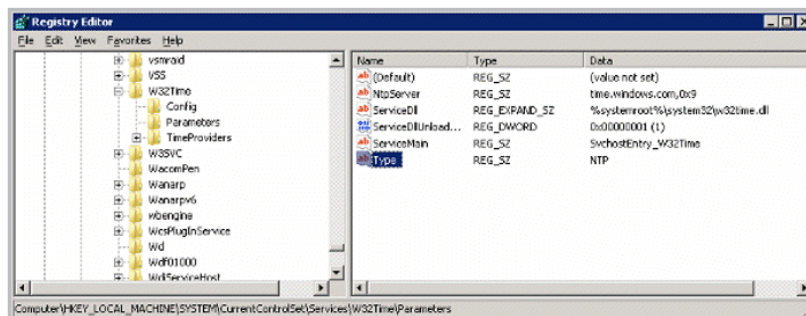 Registry Editor
File Edit View Favorites Help
vsmraid
VSS
W32Time
Config
Parameters
TimeProviders
W3SVC
WacomPen
Wanarp
Wanarpv6
wbengine
WcsPlugInService
Wd
Wdf01000
WdiServiceHost
Name Type Data
(Default) REG_SZ (value not set)
NtpServer REG_SZ time.windows.com,0x9
ServiceDll REG_EXPAND_SZ %systemroot%\system32\w32time.dll
ServiceDllUnload... REG_DWORD 0x00000001 (1)
ServiceMain REG_SZ SvchostEntry_W32Time
Type REG_SZ NTP
Computer\HKEY_LOCAL_MACHINE\SYSTEM\CurrentControlSet\Services\W32Time\Parameters